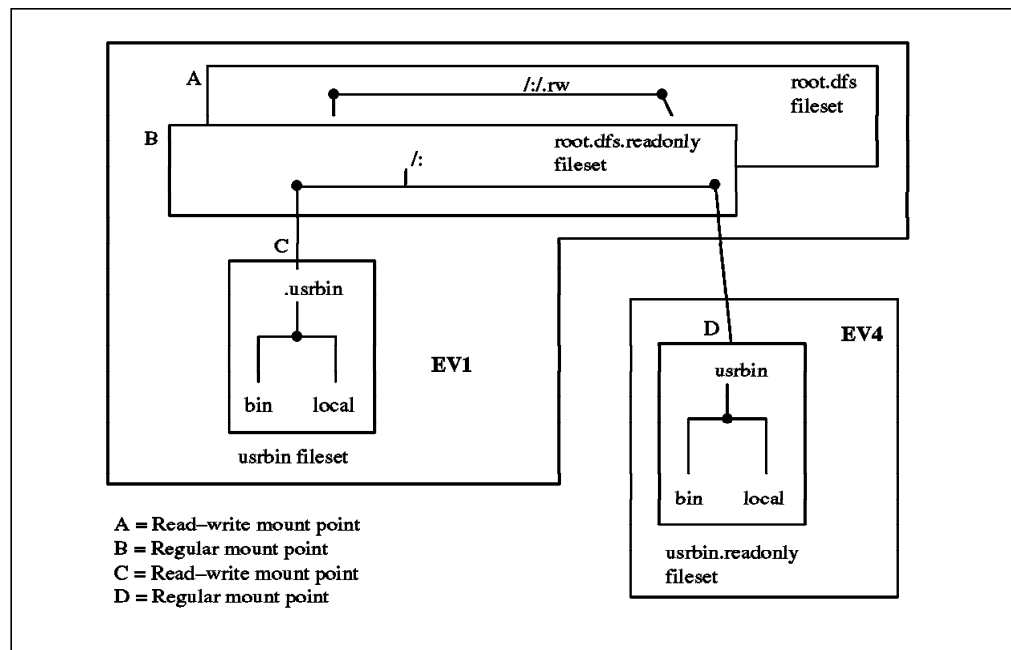 A
/:/.rw
root.dfs
fileset
B
root.dfs.readonly
fileset
/:
C
.usrbin
bin local
EV1
usrbin fileset
D
EV4
usrbin
bin local
usrbin.readonly
fileset
A = Read–write mount point
B = Regular mount point
C = Read–write mount point
D = Regular mount point